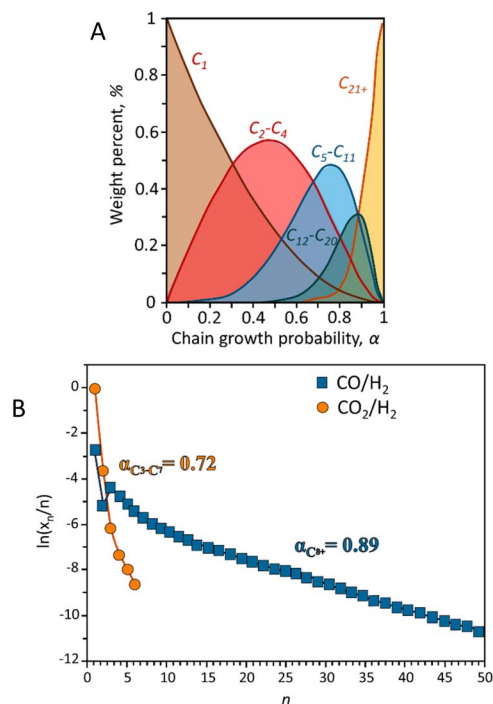 A
1
0.8
0.6
0.4
0.2
0
Weight percent, %
C1
C2-C4
C5-C11
C12-C20
C21+
0 0.2 0.4 0.6 0.8 1
Chain growth probability, α
B
0
-2
-4
-6
-8
-10
-12
ln(xn/n)
CO/H2
CO2/H2
αC3-C7= 0.72
αC8+= 0.89
0 5 10 15 20 25 30 35 40 45 50
n